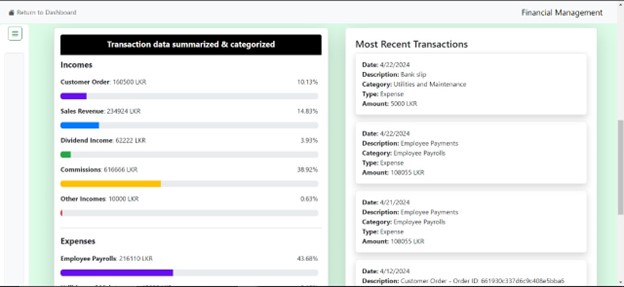 Return to Dashboard
Financial Management
Transaction data summarized & categorized
Incomes
Customer Order: 160500 LKR 10.13%
Sales Revenue: 234924 LKR 14.83%
Dividend Income: 62222 LKR 3.93%
Commissions: 616666 LKR 38.92%
Other Incomes: 10000 LKR 0.63%
Expenses
Employee Payrolls: 216110 LKR 43.68%
Most Recent Transactions
Date: 4/22/2024
Description: Bank slip
Category: Utilities and Maintenance
Type: Expense
Amount: 5000 LKR
Date: 4/22/2024
Description: Employee Payments
Category: Employee Payrolls
Type: Expense
Amount: 108055 LKR
Date: 4/21/2024
Description: Employee Payments
Category: Employee Payrolls
Type: Expense
Amount: 108055 LKR
Date: 4/12/2024
Description: Customer Order - Order ID: 661930c337d6c9c408e5bba6